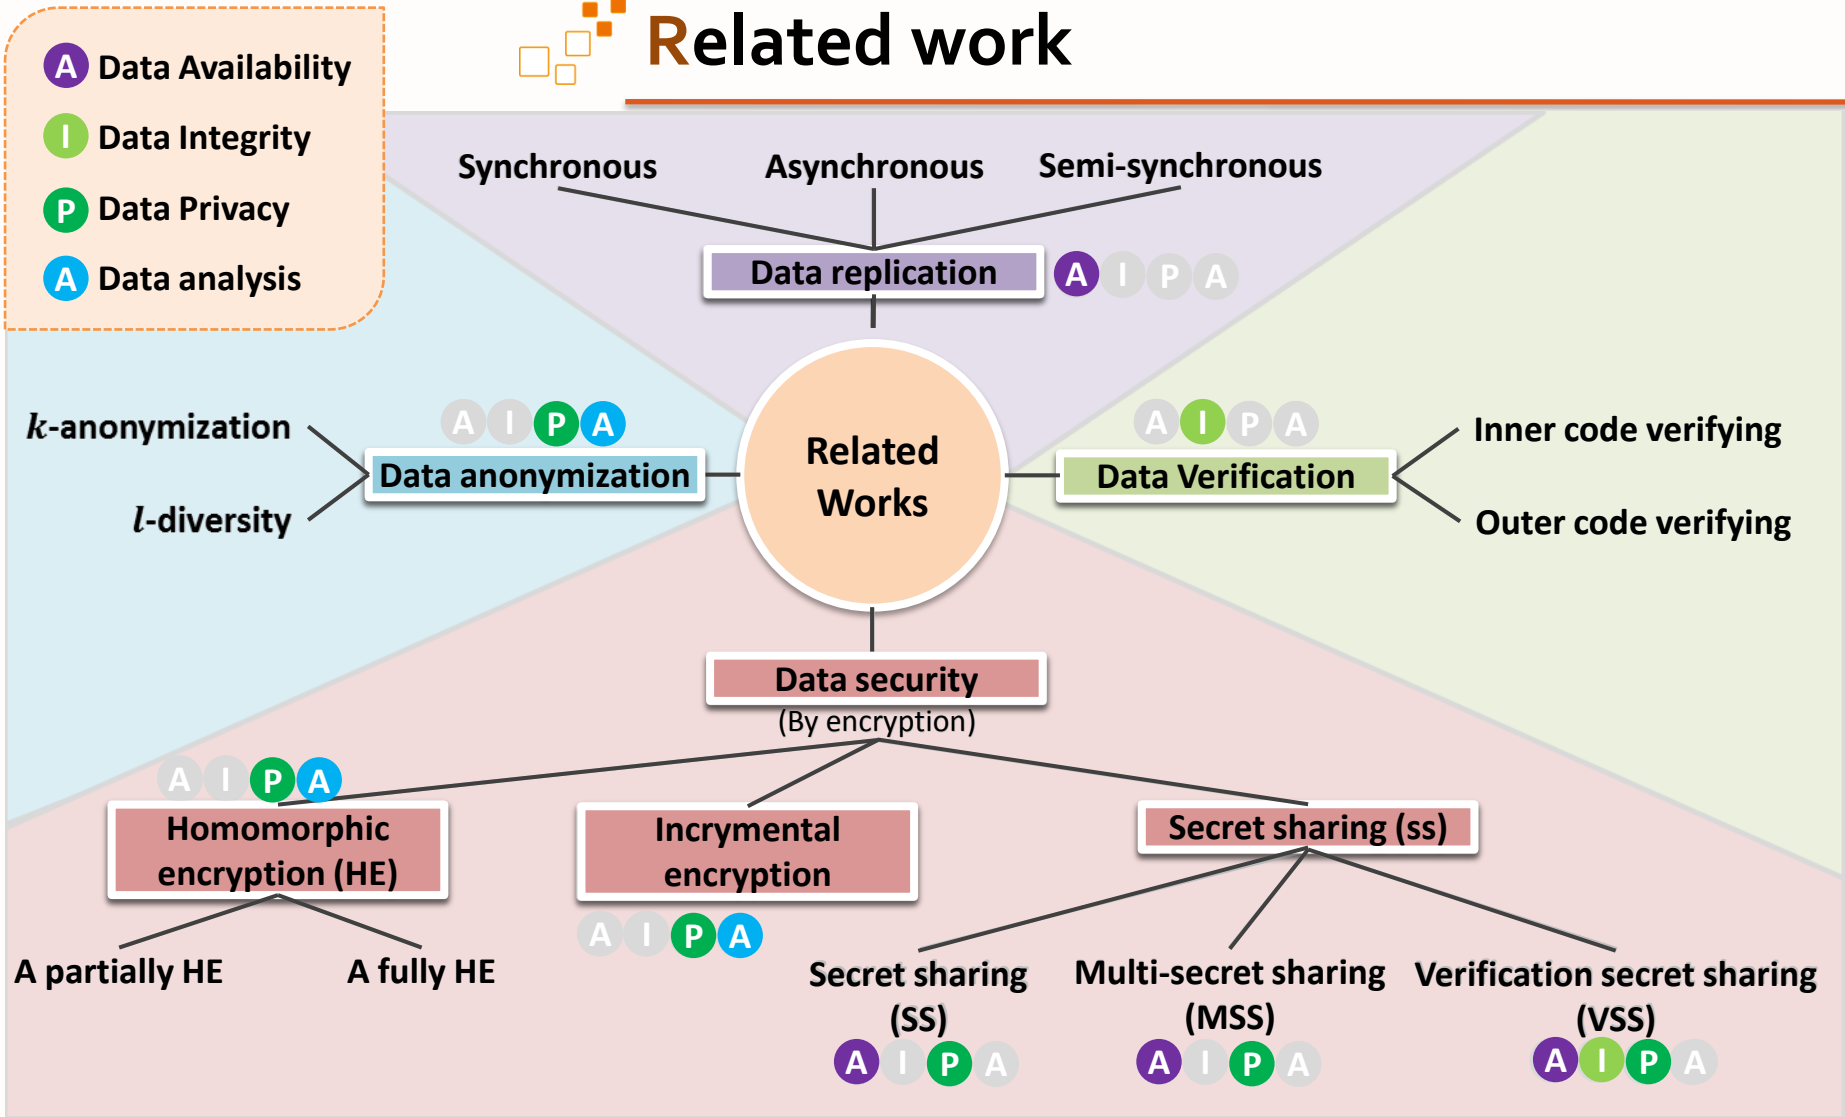 Related work
A Data Availability
I Data Integrity
P Data Privacy
A Data analysis
Synchronous
Asynchronous
Semi-synchronous
Data replication
A I P A
k-anonymization
l-diversity
A I P A
Data anonymization
Related
Works
A I P A
Data Verification
Inner code verifying
Outer code verifying
Data security
(By encryption)
A I P A
Homomorphic
encryption (HE)
A partially HE
A fully HE
Incrymental
encryption
A I P A
Secret sharing (ss)
Secret sharing
(SS)
A I P A
Multi-secret sharing
(MSS)
A I P A
Verification secret sharing
(VSS)
A I P A